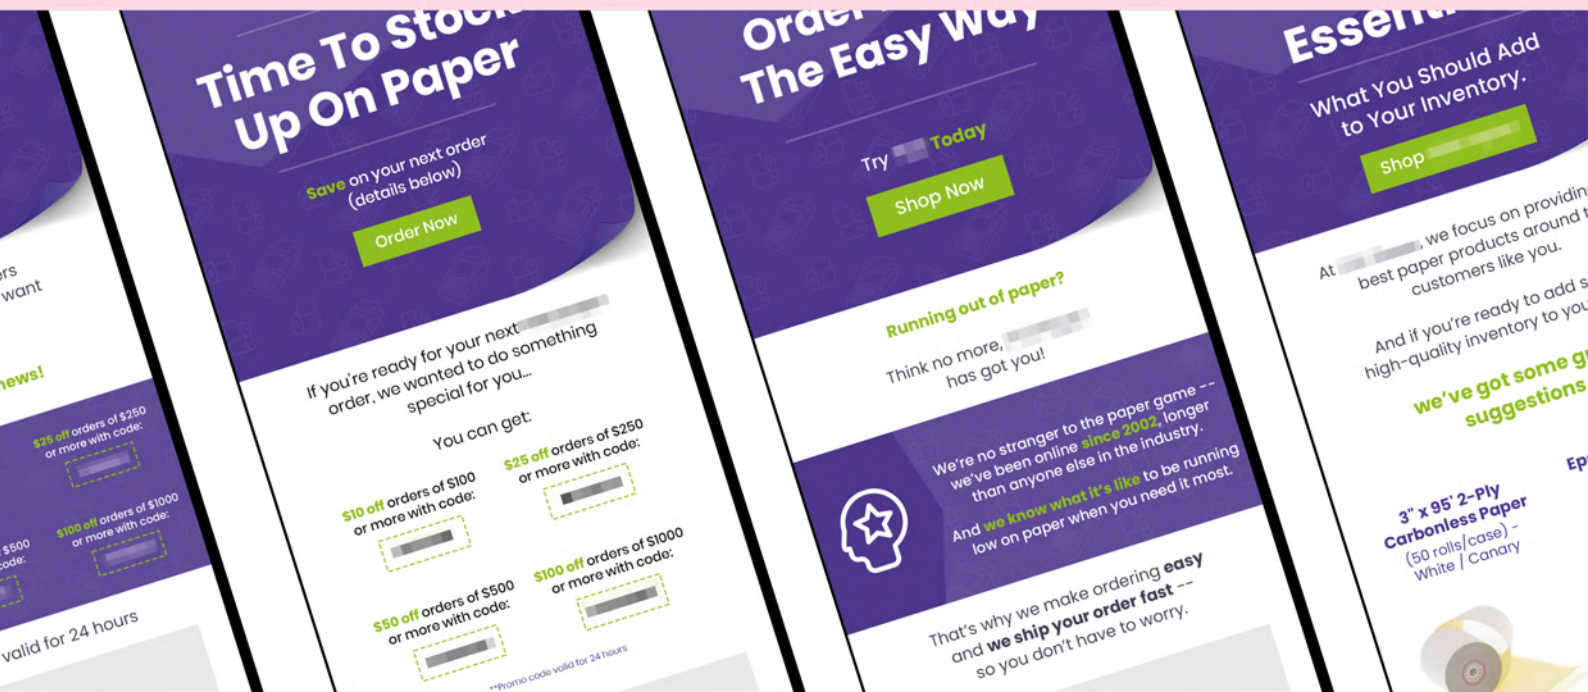 ers
want
news!
$25 off orders of $250
or more with code:
$100 off orders of $1000
or more with code:
$500
code:
valid for 24 hours
Time To Stock
Up On Paper
Save on your next order
(details below)
Order Now
If you're ready for your next
order, we wanted to do something
special for you...
You can get:
$10 off orders of $100
or more with code:
$25 off orders of $250
or more with code:
$50 off orders of $500
or more with code:
$100 off orders of $1000
or more with code:
**Promo code valid for 24 hours
Order
The Easy Way
Try Today
Shop Now
Running out of paper?
Think no more,
has got you!
We're no stranger to the paper game --
we've been online since 2002, longer
than anyone else in the industry.
And we know what it's like to be running
low on paper when you need it most.
That's why we make ordering easy
and we ship your order fast --
so you don't have to worry.
Essenti
What You Should Add
to Your Inventory.
Shop
At , we focus on providing
best paper products around t
customers like you.
And if you're ready to add s
high-quality inventory to you
we've got some gr
suggestions
Ep
3" x 95' 2-Ply
Carbonless Paper
(50 rolls/case) -
White / Canary